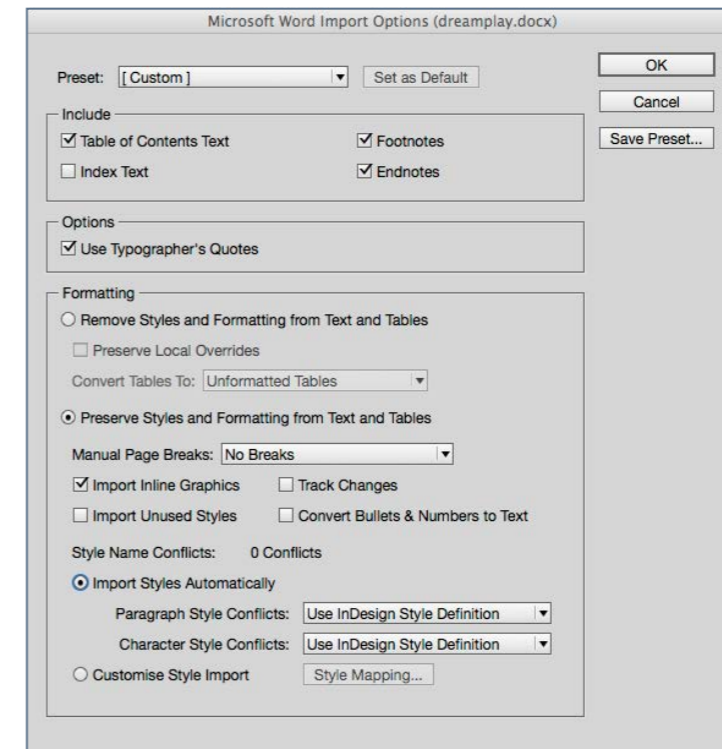 Microsoft Word Import Options (dreamplay.docx)
Preset: [ Custom ] Set as Default
OK
Cancel
Save Preset...
Include
Table of Contents Text Footnotes
Index Text Endnotes
Options
Use Typographer's Quotes
Formatting
Remove Styles and Formatting from Text and Tables
Preserve Local Overrides
Convert Tables To: Unformatted Tables
Preserve Styles and Formatting from Text and Tables
Manual Page Breaks: No Breaks
Import Inline Graphics Track Changes
Import Unused Styles Convert Bullets & Numbers to Text
Style Name Conflicts: 0 Conflicts
Import Styles Automatically
Paragraph Style Conflicts: Use InDesign Style Definition
Character Style Conflicts: Use InDesign Style Definition
Customise Style Import Style Mapping...